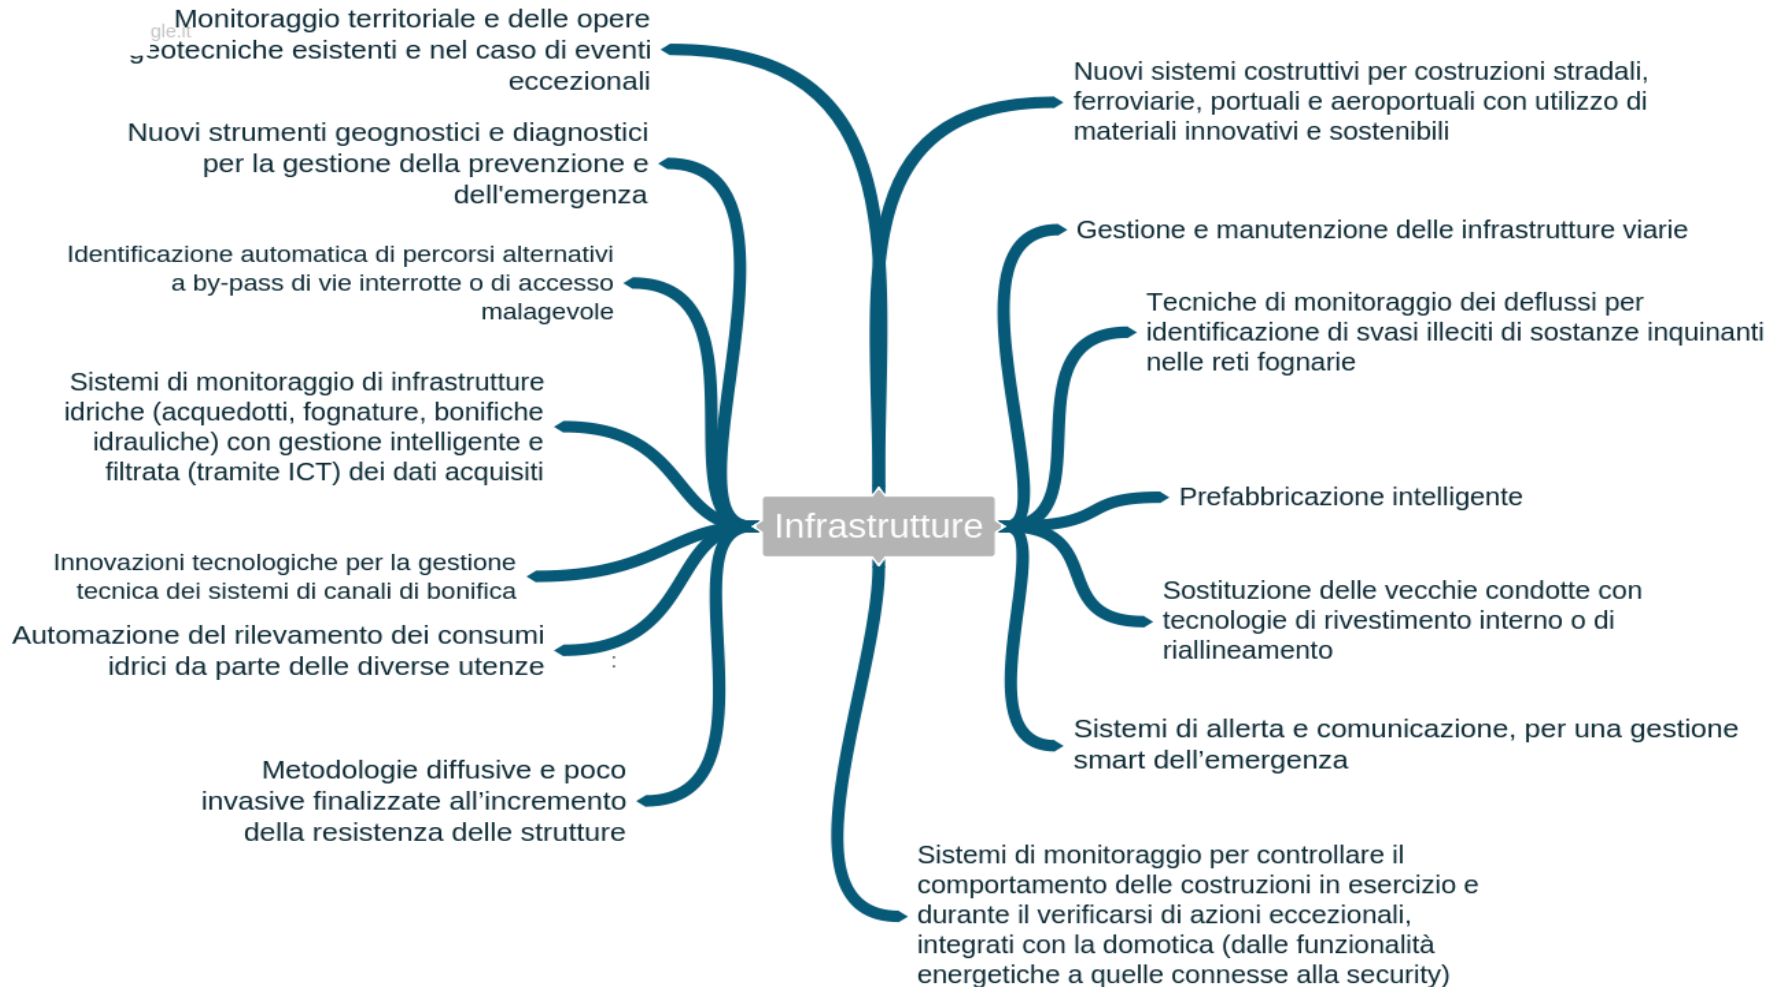 gle.it
Monitoraggio territoriale e delle opere
geotecniche esistenti e nel caso di eventi
eccezionali
Nuovi strumenti geognostici e diagnostici
per la gestione della prevenzione e
dell'emergenza
Identificazione automatica di percorsi alternativi
a by-pass di vie interrotte o di accesso
malagevole
Sistemi di monitoraggio di infrastrutture
idriche (acquedotti, fognature, bonifiche
idrauliche) con gestione intelligente e
filtrata (tramite ICT) dei dati acquisiti
Innovazioni tecnologiche per la gestione
tecnica dei sistemi di canali di bonifica
Automazione del rilevamento dei consumi
idrici da parte delle diverse utenze
:
Metodologie diffusive e poco
invasive finalizzate all’incremento
della resistenza delle strutture
Infrastrutture
Nuovi sistemi costruttivi per costruzioni stradali,
ferroviarie, portuali e aeroportuali con utilizzo di
materiali innovativi e sostenibili
Gestione e manutenzione delle infrastrutture viarie
Tecniche di monitoraggio dei deflussi per
identificazione di svasi illeciti di sostanze inquinanti
nelle reti fognarie
Prefabbricazione intelligente
Sostituzione delle vecchie condotte con
tecnologie di rivestimento interno o di
riallineamento
Sistemi di allerta e comunicazione, per una gestione
smart dell’emergenza
Sistemi di monitoraggio per controllare il
comportamento delle costruzioni in esercizio e
durante il verificarsi di azioni eccezionali,
integrati con la domotica (dalle funzionalità
energetiche a quelle connesse alla security)